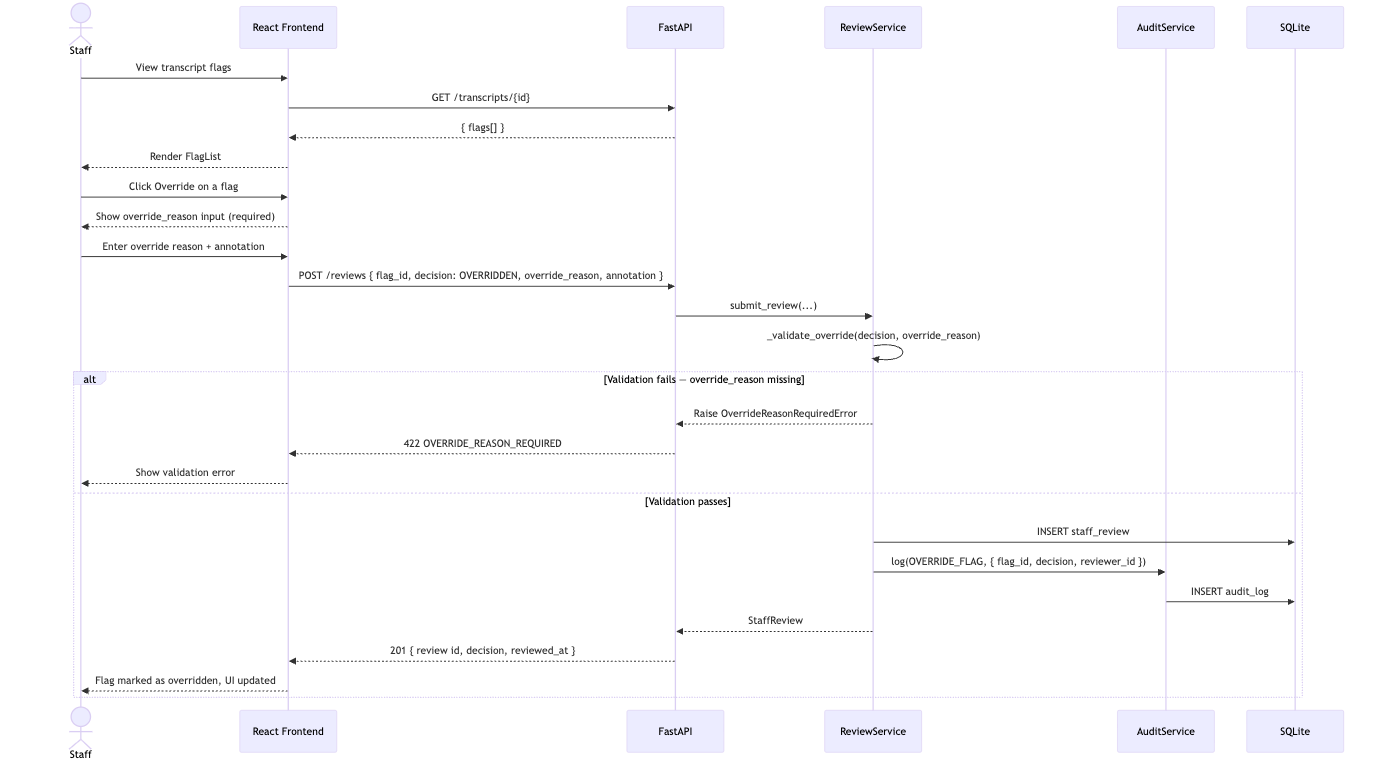 React Frontend
FastAPI
ReviewService
AuditService
SQLite
Staff
View transcript flags
GET /transcripts/{id}
{ flags[] }
Render FlagList
Click Override on a flag
Show override_reason input (required)
Enter override reason + annotation
POST /reviews { flag_id, decision: OVERRIDDEN, override_reason, annotation }
submit_review(...)
_validate_override(decision, override_reason)
alt
[Validation fails — override_reason missing]
Raise OverrideReasonRequiredError
422 OVERRIDE_REASON_REQUIRED
Show validation error
[Validation passes]
INSERT staff_review
log(OVERRIDE_FLAG, { flag_id, decision, reviewer_id })
INSERT audit_log
StaffReview
201 { review id, decision, reviewed_at }
Flag marked as overridden, UI updated
React Frontend
FastAPI
ReviewService
AuditService
SQLite
Staff